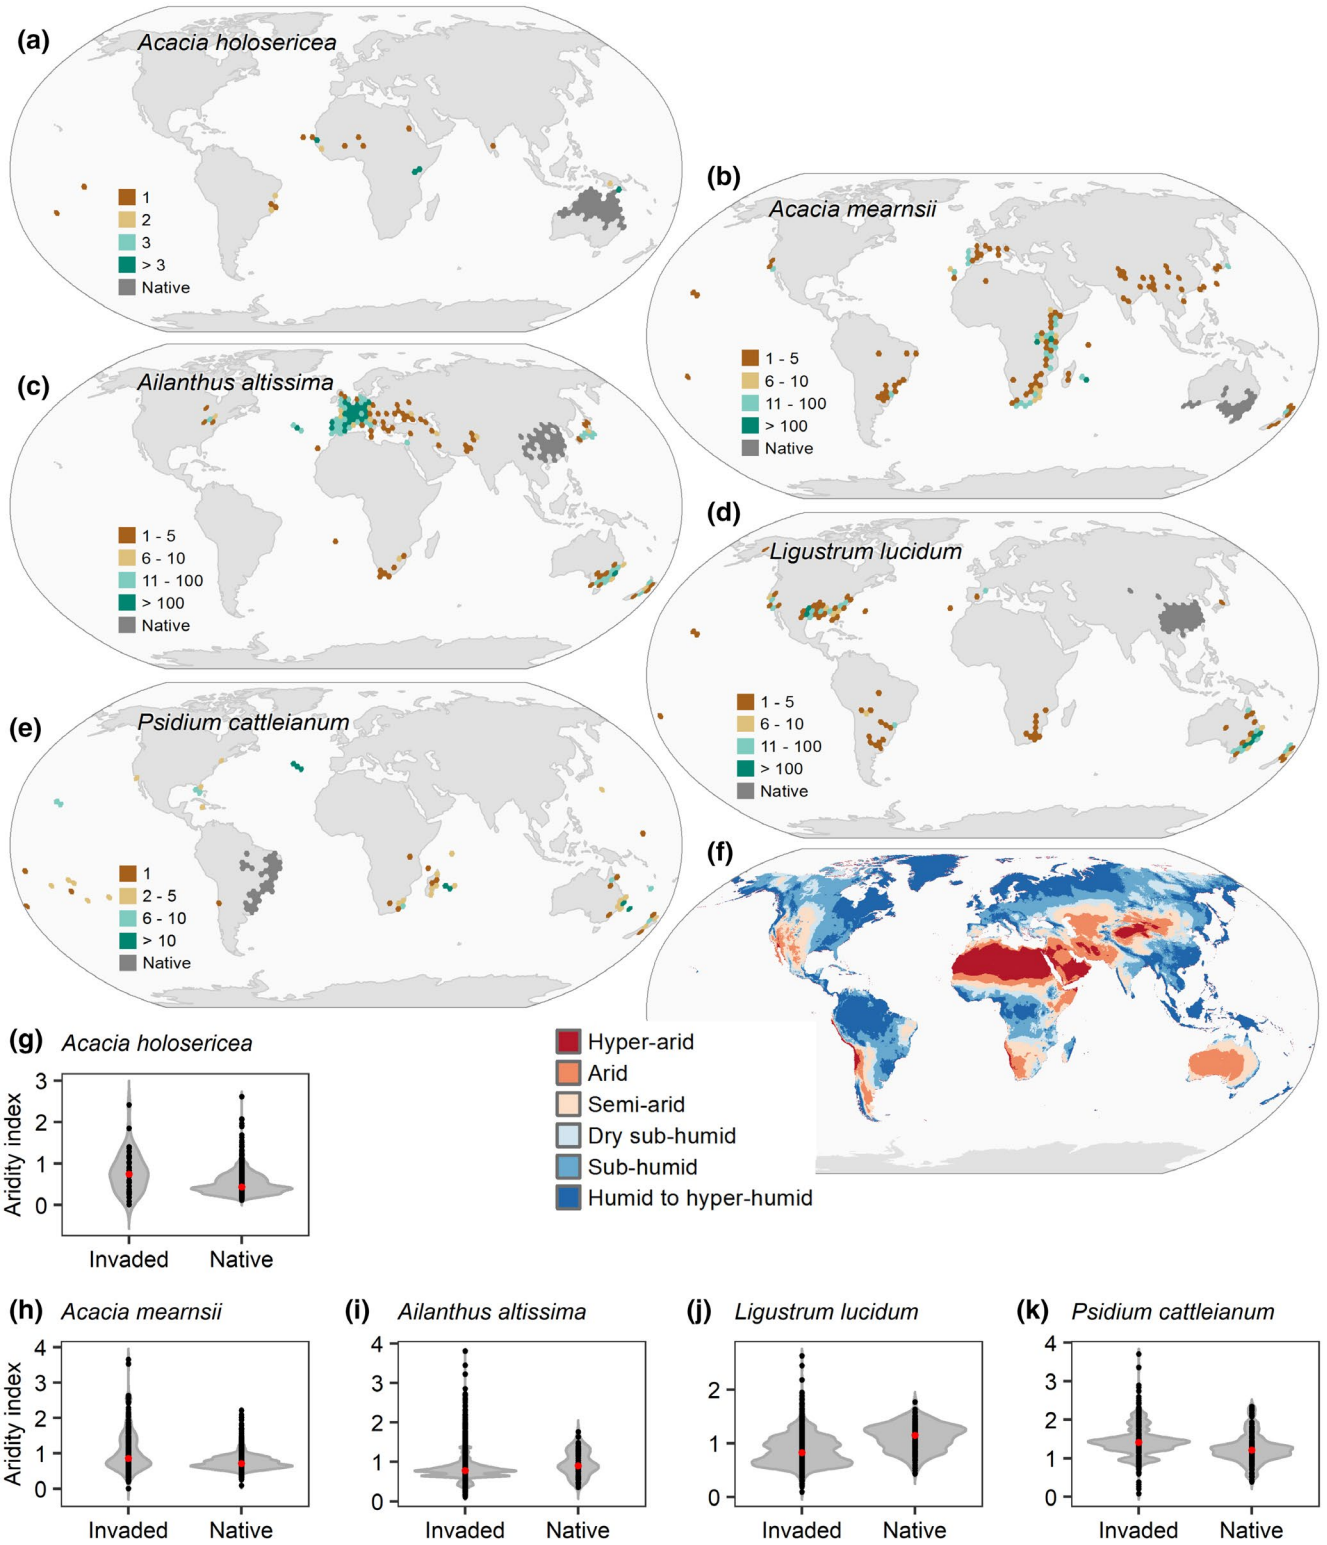 (a)
Acacia holosericea
1
2
3
> 3
Native
(b)
Acacia mearnsii
1 - 5
6 - 10
11 - 100
> 100
Native
(c)
Ailanthus altissima
1 - 5
6 - 10
11 - 100
> 100
Native
(d)
Ligustrum lucidum
1 - 5
6 - 10
11 - 100
> 100
Native
(e)
Psidium cattleianum
1
2 - 5
6 - 10
> 10
Native
(f)
Hyper-arid
Arid
Semi-arid
Dry sub-humid
Sub-humid
Humid to hyper-humid
(g) Acacia holosericea
Aridity index
3
2
1
0
Invaded Native
(h) Acacia mearnsii
Aridity index
4
3
2
1
0
Invaded Native
(i) Ailanthus altissima
4
3
2
1
0
Invaded Native
(j) Ligustrum lucidum
2
1
0
Invaded Native
(k) Psidium cattleianum
4
3
2
1
0
Invaded Native